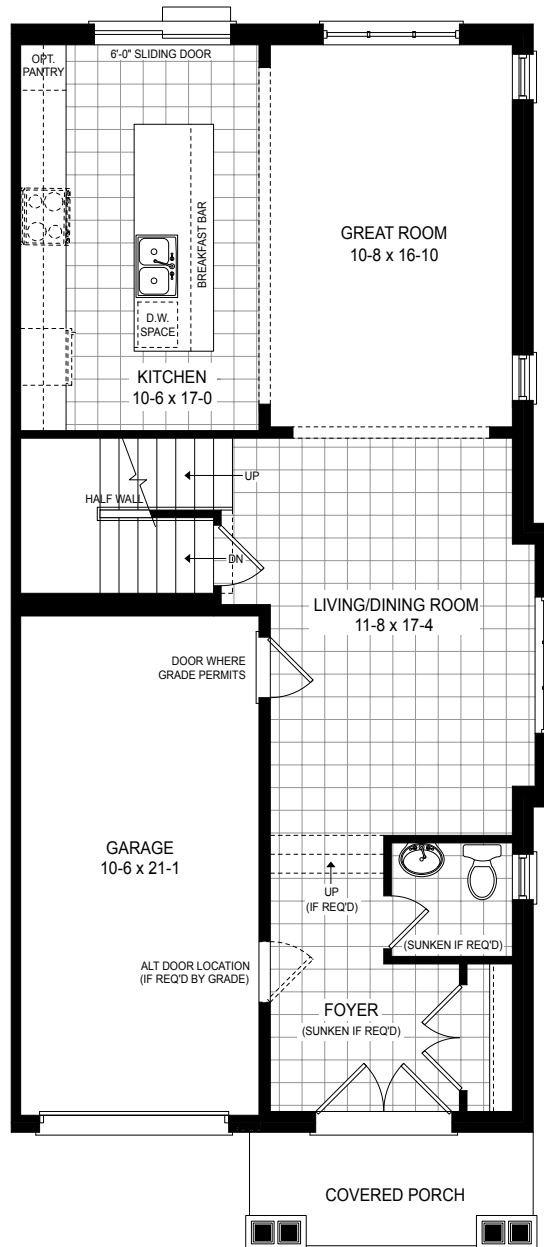 OPT.
PANTRY
6'-0" SLIDING DOOR
BREAKFAST BAR
GREAT ROOM
10-8 x 16-10
D.W.
SPACE
KITCHEN
10-6 x 17-0
UP
HALF WALL
DN
LIVING/DINING ROOM
11-8 x 17-4
DOOR WHERE
GRADE PERMITS
GARAGE
10-6 x 21-1
UP
(IF REQ'D)
(SUNKEN IF REQ'D)
ALT DOOR LOCATION
(IF REQ'D BY GRADE)
FOYER
(SUNKEN IF REQ'D)
COVERED PORCH